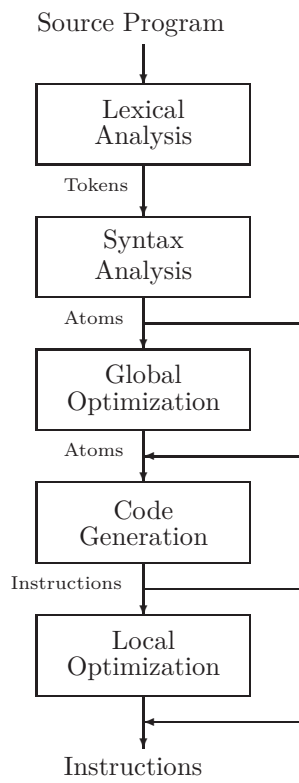 Source Program
Lexical
Analysis
Tokens
Syntax
Analysis
Atoms
Global
Optimization
Atoms
Code
Generation
Instructions
Local
Optimization
Instructions